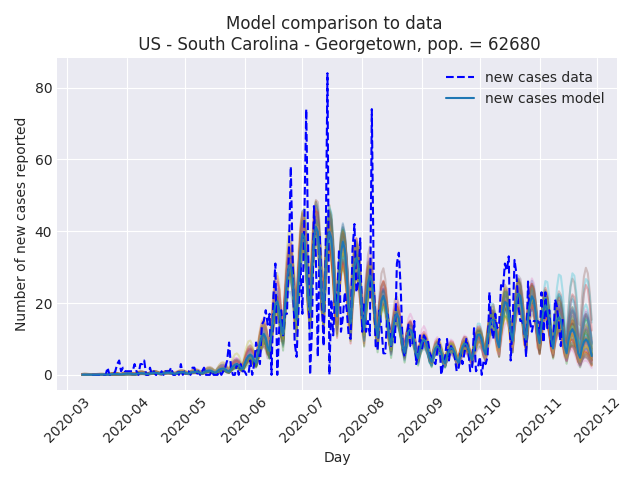 Model comparison to data
US - South Carolina - Georgetown, pop. = 62680
new cases data
new cases model
Number of new cases reported
80
60
40
20
0
2020-03
2020-04
2020-05
2020-06
2020-07
2020-08
2020-09
2020-10
2020-11
2020-12
Day